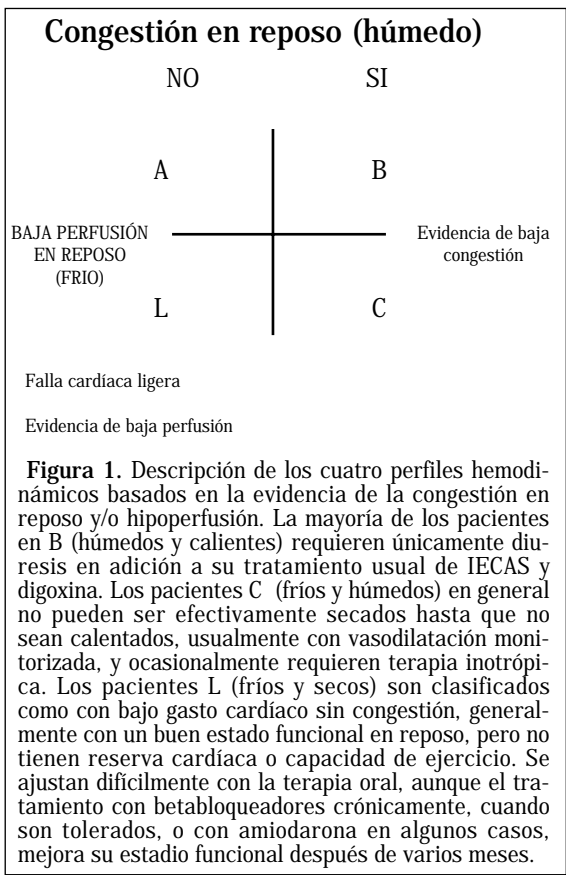 Congestión en reposo (húmedo)
NO SI
A B
BAJA PERFUSIÓN
EN REPOSO
(FRIO)
Evidencia de baja
congestión
L C
Falla cardíaca ligera
Evidencia de baja perfusión
Figura 1. Descripción de los cuatro perfiles hemodi-
námicos basados en la evidencia de la congestión en
reposo y/o hipoperfusión. La mayoría de los pacientes
en B (húmedos y calientes) requieren únicamente diu-
resis en adición a su tratamiento usual de IECAS y
digoxina. Los pacientes C (fríos y húmedos) en general
no pueden ser efectivamente secados hasta que no
sean calentados, usualmente con vasodilatación moni-
torizada, y ocasionalmente requieren terapia inotrópi-
ca. Los pacientes L (fríos y secos) son clasificados
como con bajo gasto cardíaco sin congestión, general-
mente con un buen estado funcional en reposo, pero no
tienen reserva cardíaca o capacidad de ejercicio. Se
ajustan difícilmente con la terapia oral, aunque el tra-
tamiento con betabloqueadores crónicamente, cuando
son tolerados, o con amiodarona en algunos casos,
mejora su estadio funcional después de varios meses.